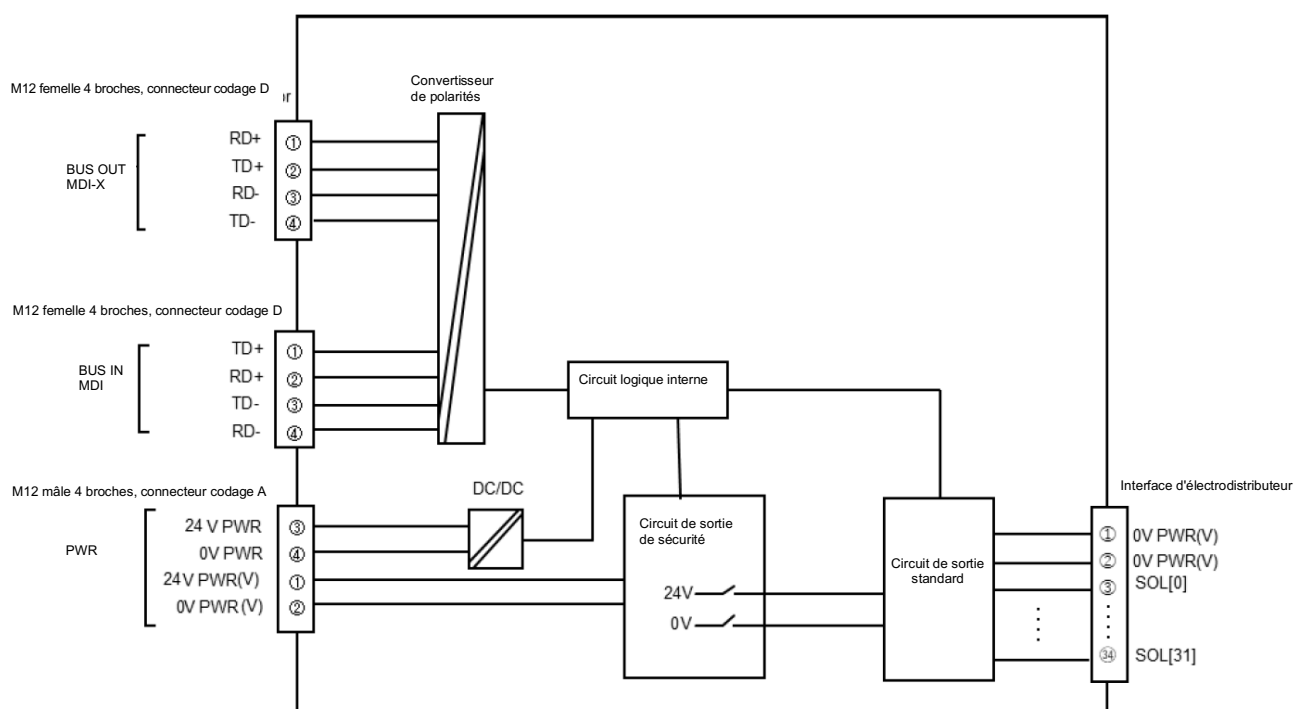 M12 femelle 4 broches, connecteur codage D
Convertisseur
de polarités
BUS OUT
MDI-X
RD+ ①
TD+ ②
RD- ③
TD- ④
M12 femelle 4 broches, connecteur codage D
BUS IN
MDI
TD+ ①
RD+ ②
TD- ③
RD- ④
Circuit logique interne
M12 mâle 4 broches, connecteur codage A
PWR
24 V PWR ③
0V PWR ④
24V PWR(V) ①
0V PWR (V) ②
DC/DC
Circuit de sortie
de sécurité
24V
0V
Circuit de sortie
standard
Interface d'électrodistributeur
① 0V PWR(V)
② 0V PWR(V)
③ SOL[0]
㉞ SOL[31]